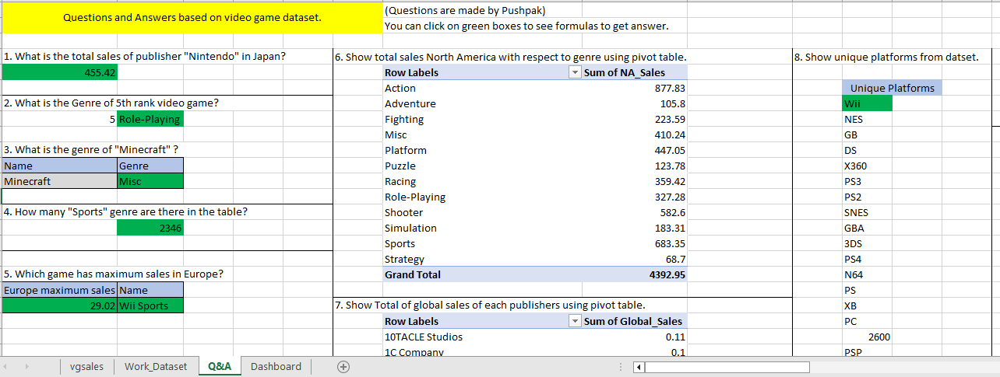 Questions and Answers based on video game dataset.
(Questions are made by Pushpak)
You can click on green boxes to see formulas to get answer.
1. What is the total sales of publisher "Nintendo" in Japan?
455.42
2. What is the Genre of 5th rank video game?
5 Role-Playing
3. What is the genre of "Minecraft" ?
Name Genre
Minecraft Misc
4. How many "Sports" genre are there in the table?
2346
5. Which game has maximum sales in Europe?
Europe maximum sales Name
29.02 Wii Sports
6. Show total sales North America with respect to genre using pivot table.
Row Labels Sum of NA_Sales
Action 877.83
Adventure 105.8
Fighting 223.59
Misc 410.24
Platform 447.05
Puzzle 123.78
Racing 359.42
Role-Playing 327.28
Shooter 582.6
Simulation 183.31
Sports 683.35
Strategy 68.7
Grand Total 4392.95
7. Show Total of global sales of each publishers using pivot table.
Row Labels Sum of Global_Sales
10TACLE Studios 0.11
1C Company 0.1
8. Show unique platforms from datset.
Unique Platforms
Wii
NES
GB
DS
X360
PS3
PS2
SNES
GBA
3DS
PS4
N64
PS
XB
PC
2600
PSP
vgsales Work_Dataset Q&A Dashboard